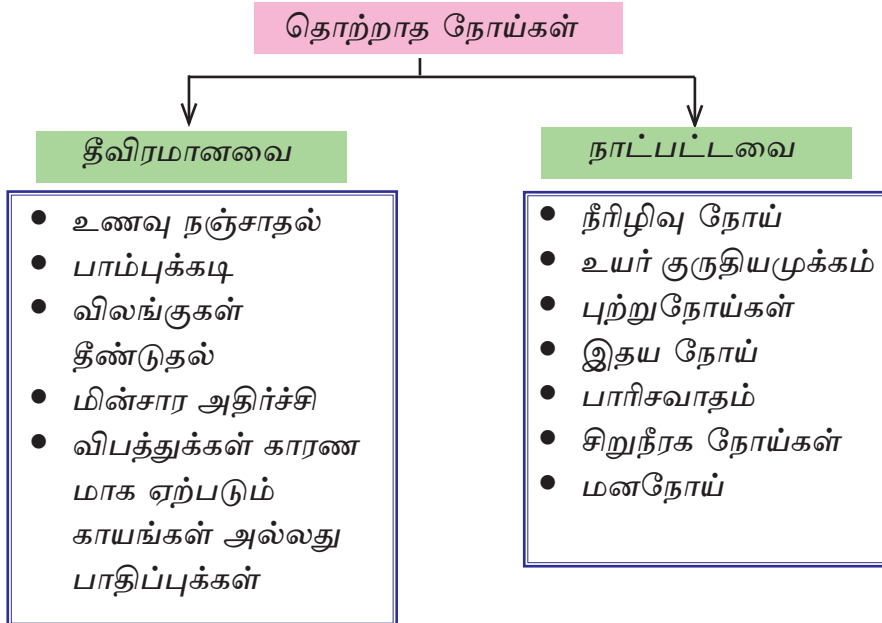 தொற்றாத நோய்கள்
தீவிரமானவை
● உணவு நஞ்சாதல்
● பாம்புக்கடி
● விலங்குகள்
தீண்டுதல்
● மின்சார அதிர்ச்சி
● விபத்துக்கள் காரண
மாக ஏற்படும்
காயங்கள் அல்லது
பாதிப்புக்கள்
நாட்பட்டவை
● நீரிழிவு நோய்
● உயர் குருதியமுக்கம்
● புற்றுநோய்கள்
● இதய நோய்
● பாரிசவாதம்
● சிறுநீரக நோய்கள்
● மனநோய்